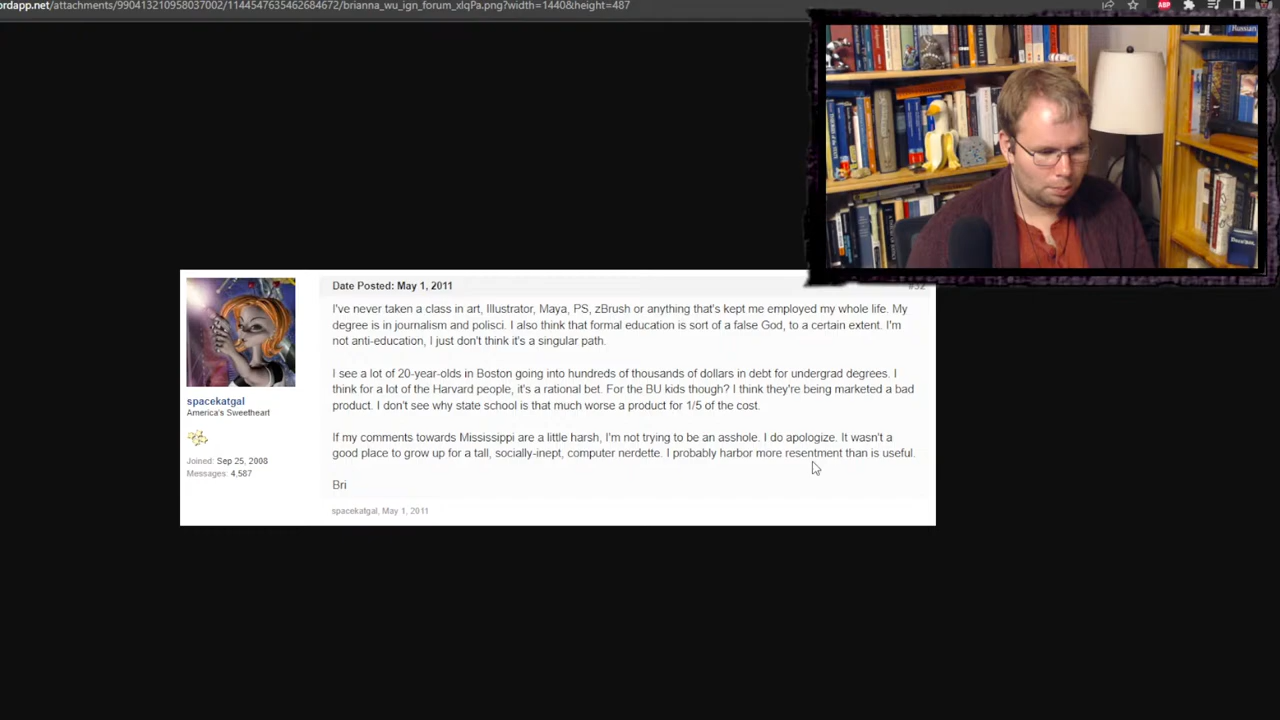 ordapp.net/attachments/990413210958037002/1144547635462684672/brianna_wu_ign_forum_xlqPa.png?width=1440&height=487
Date Posted: May 1, 2011
I've never taken a class in art, Illustrator, Maya, PS, zBrush or anything that's kept me employed my whole life. My
degree is in journalism and polisci. I also think that formal education is sort of a false God, to a certain extent. I'm
not anti-education, I just don't think it's a singular path.
I see a lot of 20-year-olds in Boston going into hundreds of thousands of dollars in debt for undergrad degrees. I
think for a lot of the Harvard people, it's a rational bet. For the BU kids though? I think they're being marketed a bad
product. I don't see why state school is that much worse a product for 1/5 of the cost.
If my comments towards Mississippi are a little harsh, I'm not trying to be an asshole. I do apologize. It wasn't a
good place to grow up for a tall, socially-inept, computer nerdette. I probably harbor more resentment than is useful.
Bri
spacekatgal, May 1, 2011
spacekatgal
America's Sweetheart
Joined: Sep 25, 2008
Messages: 4,587
ABP
Russian